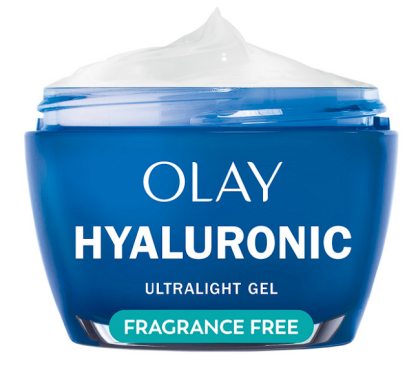 OLAY
HYALURONIC
ULTRALIGHT GEL
FRAGRANCE FREE